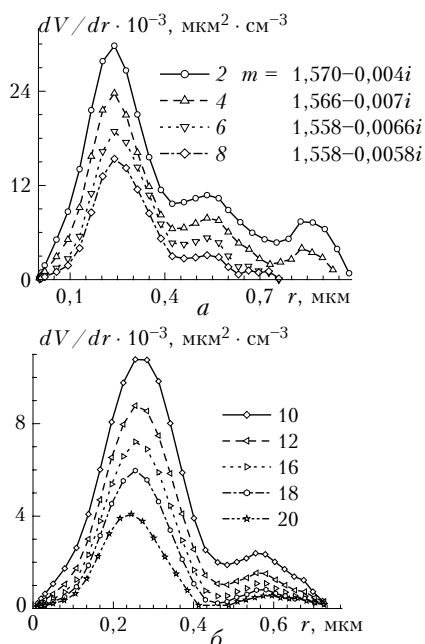 dV/dr · 10⁻³, мкм² · см⁻³
2 m = 1,570–0,004i
24
4 1,566–0,007i
6 1,558–0,0066i
8 1,558–0,0058i
12
0
0,1 0,4 0,7 r, мкм
а
dV/dr · 10⁻³, мкм² · см⁻³
10
8
12
16
18
4
20
0
0 0,2 0,4 0,6 r, мкм
б